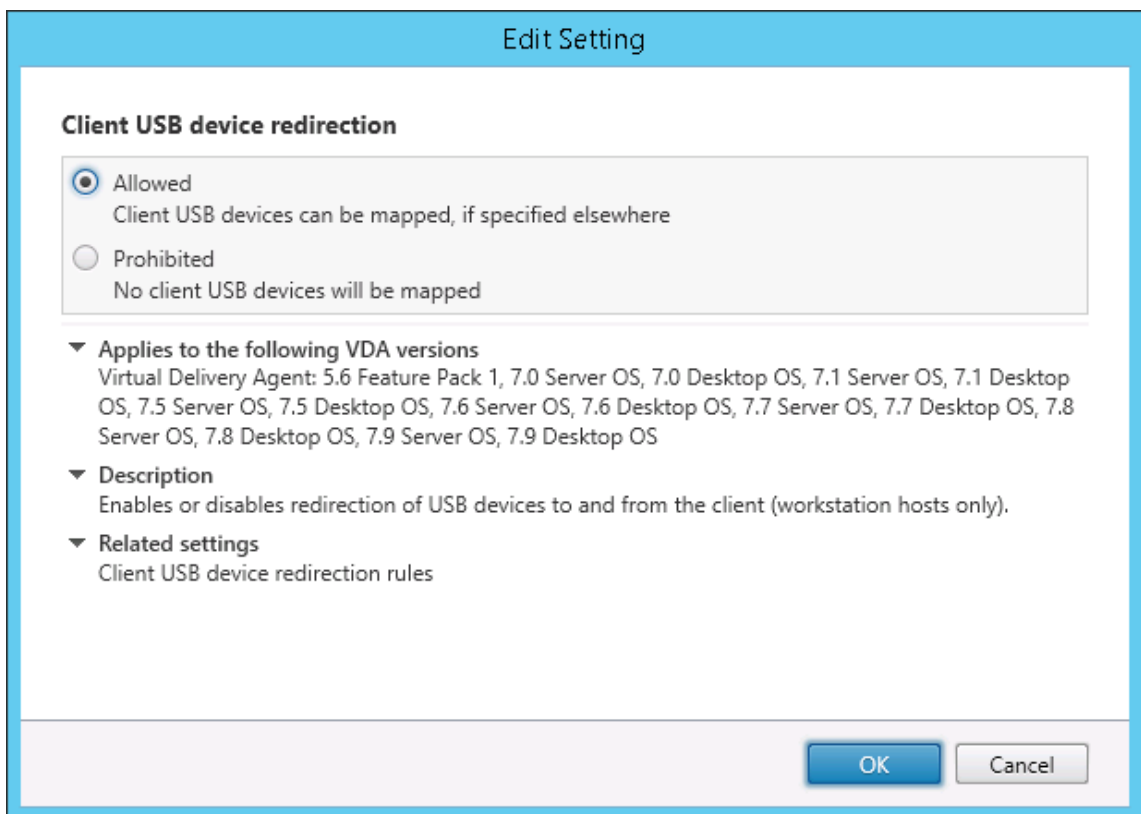 Edit Setting
Client USB device redirection
Allowed
Client USB devices can be mapped, if specified elsewhere
Prohibited
No client USB devices will be mapped
Applies to the following VDA versions
Virtual Delivery Agent: 5.6 Feature Pack 1, 7.0 Server OS, 7.0 Desktop OS, 7.1 Server OS, 7.1 Desktop
OS, 7.5 Server OS, 7.5 Desktop OS, 7.6 Server OS, 7.6 Desktop OS, 7.7 Server OS, 7.7 Desktop OS, 7.8
Server OS, 7.8 Desktop OS, 7.9 Server OS, 7.9 Desktop OS
Description
Enables or disables redirection of USB devices to and from the client (workstation hosts only).
Related settings
Client USB device redirection rules
OK
Cancel